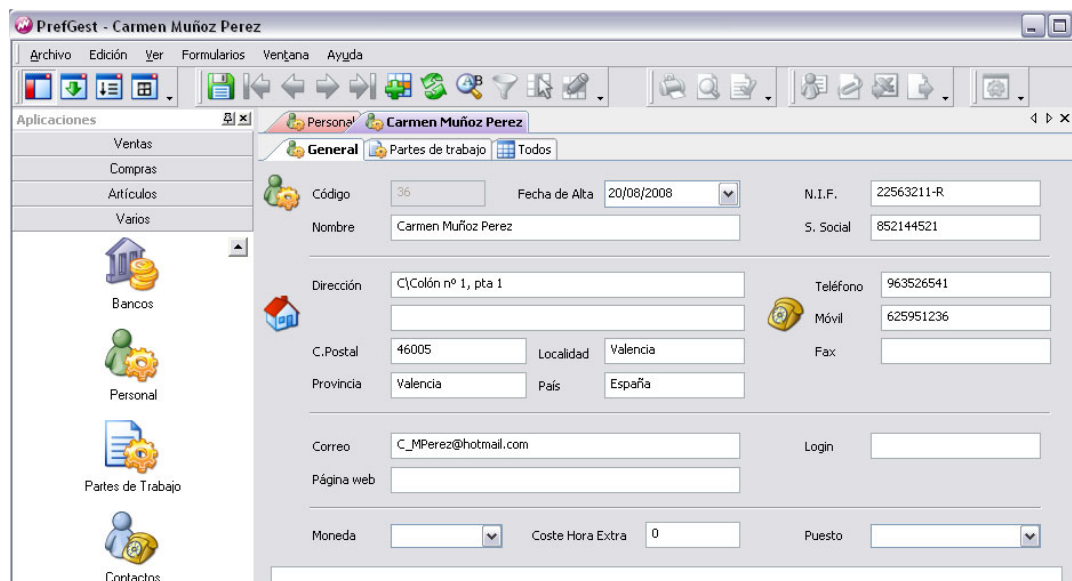 PrefGest - Carmen Muñoz Perez
Archivo Edición Ver Formularios Ventana Ayuda
Aplicaciones
Ventas
Compras
Artículos
Varios
Bancos
Personal
Partes de Trabajo
Contactos
Personal Carmen Muñoz Perez
General Partes de trabajo Todos
Código 36 Fecha de Alta 20/08/2008 N.I.F. 22563211-R
Nombre Carmen Muñoz Perez S. Social 852144521
Dirección C\Colón nº 1, pta 1 Teléfono 963526541
Móvil 625951236
C.Postal 46005 Localidad Valencia Fax
Provincia Valencia País España
Correo C_MPerez@hotmail.com Login
Página web
Moneda Coste Hora Extra 0 Puesto